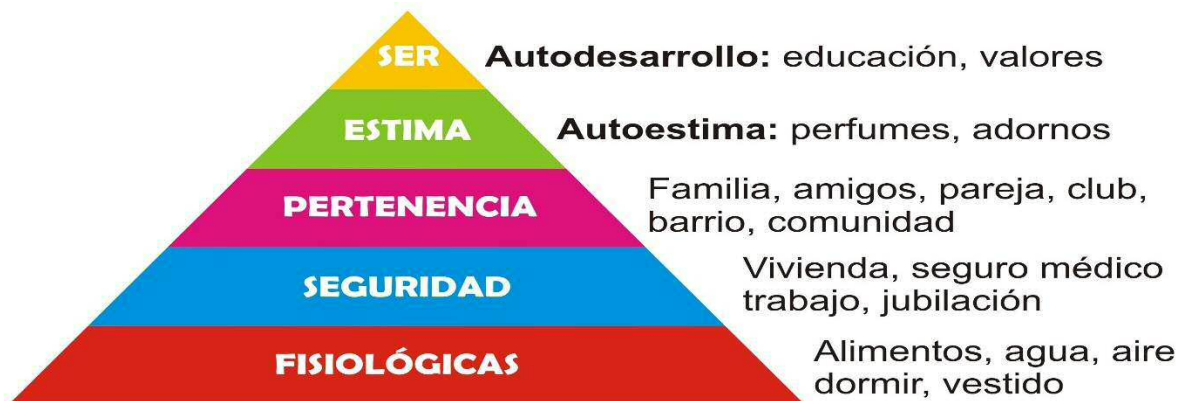 SER
Autodesarrollo: educación, valores
ESTIMA
Autoestima: perfumes, adornos
PERTENENCIA
Familia, amigos, pareja, club,
barrio, comunidad
SEGURIDAD
Vivienda, seguro médico
trabajo, jubilación
FISIOLÓGICAS
Alimentos, agua, aire
dormir, vestido